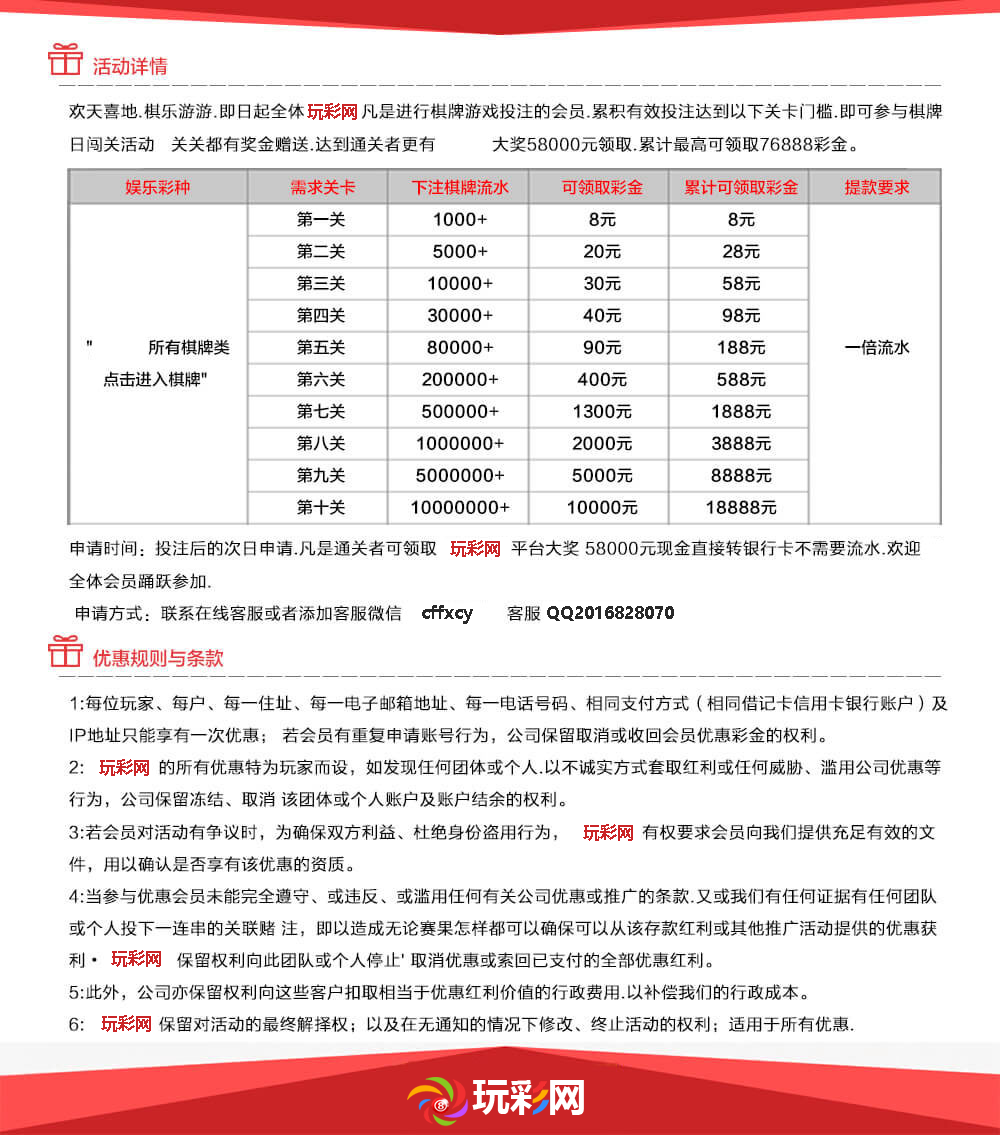 活动详情
欢天喜地.棋乐游游.即日起全体 玩彩网 凡是进行棋牌游戏投注的会员.累积有效投注达到以下关卡门槛.即可参与棋牌
日闯关活动 关关都有奖金赠送.达到通关者更有 大奖58000元领取.累计最高可领取76888彩金。
娱乐彩种 需求关卡 下注棋牌流水 可领取彩金 累计可领取彩金 提款要求
第一关 1000+ 8元 8元
第二关 5000+ 20元 28元
第三关 10000+ 30元 58元
第四关 30000+ 40元 98元
" 所有棋牌类 第五关 80000+ 90元 188元 一倍流水
点击进入棋牌" 第六关 200000+ 400元 588元
第七关 500000+ 1300元 1888元
第八关 1000000+ 2000元 3888元
第九关 5000000+ 5000元 8888元
第十关 10000000+ 10000元 18888元
申请时间：投注后的次日申请.凡是通关者可领取 玩彩网 平台大奖 58000元现金直接转银行卡不需要流水.欢迎
全体会员踊跃参加.
申请方式：联系在线客服或者添加客服微信 cffxcy 客服 QQ2016828070
优惠规则与条款
1:每位玩家、每户、每一住址、每一电子邮箱地址、每一电话号码、相同支付方式（相同借记卡信用卡银行账户）及
IP地址只能享有一次优惠； 若会员有重复申请账号行为，公司保留取消或收回会员优惠彩金的权利。
2: 玩彩网 的所有优惠特为玩家而设，如发现任何团体或个人.以不诚实方式套取红利或任何威胁、滥用公司优惠等
行为，公司保留冻结、取消 该团体或个人账户及账户结余的权利。
3:若会员对活动有争议时，为确保双方利益、杜绝身份盗用行为， 玩彩网 有权要求会员向我们提供充足有效的文
件，用以确认是否享有该优惠的资质。
4:当参与优惠会员未能完全遵守、或违反、或滥用任何有关公司优惠或推广的条款.又或我们有任何证据有任何团队
或个人投下一连串的关联赌 注，即以造成无论赛果怎样都可以确保可以从该存款红利或其他推广活动提供的优惠获
利• 玩彩网 保留权利向此团队或个人停止' 取消优惠或索回已支付的全部优惠红利。
5:此外，公司亦保留权利向这些客户扣取相当于优惠红利价值的行政费用.以补偿我们的行政成本。
6: 玩彩网 保留对活动的最终解择权；以及在无通知的情况下修改、终止活动的权利；适用于所有优惠.
8 玩彩网